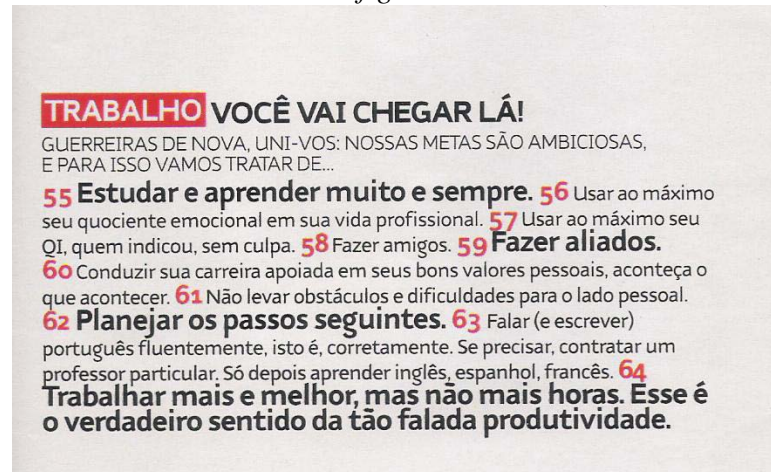 TRABALHO VOCÊ VAI CHEGAR LÁ!
GUERREIRAS DE NOVA, UNI-VOS: NOSSAS METAS SÃO AMBICIOSAS,
E PARA ISSO VAMOS TRATAR DE...
55 Estudar e aprender muito e sempre. 56 Usar ao máximo
seu quociente emocional em sua vida profissional. 57 Usar ao máximo seu
QI, quem indicou, sem culpa. 58 Fazer amigos. 59 Fazer aliados.
60 Conduzir sua carreira apoiada em seus bons valores pessoais, aconteça o
que acontecer. 61 Não levar obstáculos e dificuldades para o lado pessoal.
62 Planejar os passos seguintes. 63 Falar (e escrever)
português fluentemente, isto é, corretamente. Se precisar, contratar um
professor particular. Só depois aprender inglês, espanhol, francês. 64
Trabalhar mais e melhor, mas não mais horas. Esse é
o verdadeiro sentido da tão falada produtividade.